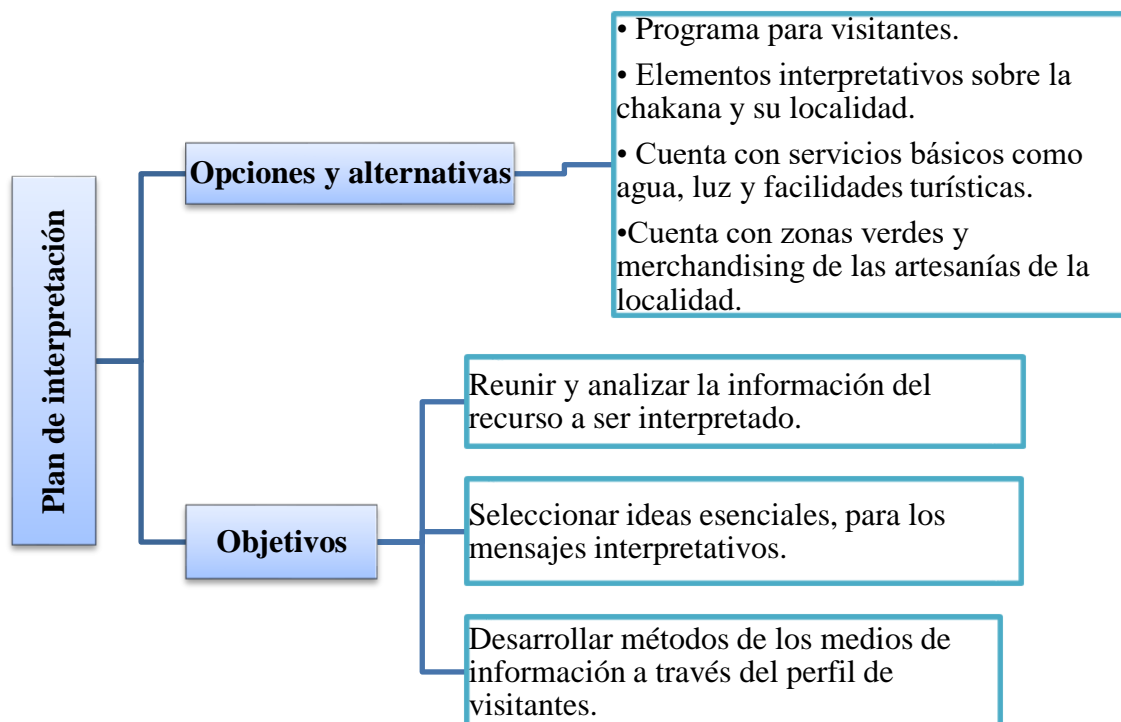 Plan de interpretación
Opciones y alternativas
• Programa para visitantes.
• Elementos interpretativos sobre la
chakana y su localidad.
• Cuenta con servicios básicos como
agua, luz y facilidades turísticas.
•Cuenta con zonas verdes y
merchandising de las artesanías de la
localidad.
Objetivos
Reunir y analizar la información del
recurso a ser interpretado.
Seleccionar ideas esenciales, para los
mensajes interpretativos.
Desarrollar métodos de los medios de
información a través del perfil de
visitantes.